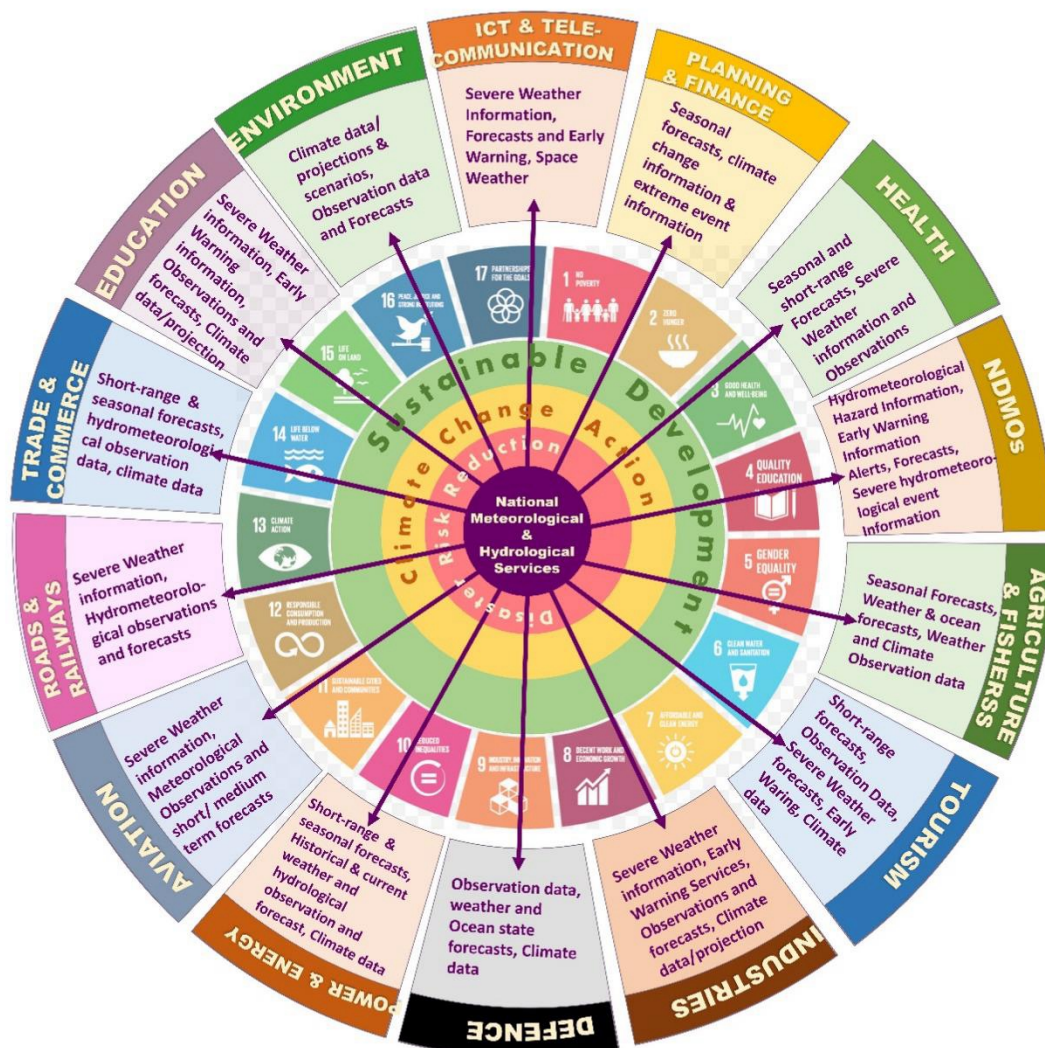 ICT & TELE-
COMMUNICATION
Severe Weather
Information,
Forecasts and Early
Warning, Space
Weather
PLANNING
& FINANCE
Seasonal
forecasts, climate
change
information &
extreme event
information
HEALTH
Seasonal and
short-range
Forecasts, Severe
Weather
information and
Observations
NDMOs
Hydrometeorological
Hazard Information,
Early Warning
Information
Alerts, Forecasts,
Severe hydrometeoro-
logical event
Information
AGRICULTURE
& FISHERSS
Seasonal Forecasts,
Weather & ocean
forecasts, Weather
and Climate
Observation data
TOURISM
Short-range
forecasts,
Observation Data,
Severe Weather
forecasts, Early
Waring, Climate
data
INDUSTRIES
Severe Weather
information, Early
Warning Services,
Observations and
forecasts, Climate
data/projection
DEFENCE
Observation data,
weather and
Ocean state
forecasts, Climate
data
POWER & ENERGY
Short-range &
seasonal forecasts,
Historical & current
weather and
hydrological
observation and
forecast, Climate data
AVIATION
Severe Weather
information,
Meteorological
Observations and
short/ medium
term forecasts
ROADS &
RAILWAYS
Severe Weather
information,
Hydrometeorolo-
gical observations
and forecasts
TRADE &
COMMERCE
Short-range &
seasonal forecasts,
hydrometeorologi-
cal observation
data, climate data
EDUCATION
Severe Weather
information, Early
Warning
information,
Observations and
forecasts, Climate
data/projection
ENVIRONMENT
Climate data/
projections &
scenarios,
Observation data
and Forecasts
1 NO
POVERTY
2 ZERO
HUNGER
3 GOOD HEALTH
AND WELL-BEING
4 QUALITY
EDUCATION
5 GENDER
EQUALITY
6 CLEAN WATER
AND SANITATION
7 AFFORDABLE AND
CLEAN ENERGY
8 DECENT WORK AND
ECONOMIC GROWTH
9 INDUSTRY, INNOVATION
AND INFRASTRUCTURE
10 REDUCED
INEQUALITIES
11 SUSTAINABLE CITIES
AND COMMUNITIES
12 RESPONSIBLE
CONSUMPTION
AND PRODUCTION
13 CLIMATE
ACTION
14 LIFE BELOW
WATER
15 LIFE
ON LAND
16 PEACE, JUSTICE AND
STRONG INSTITUTIONS
17 PARTNERSHIPS
FOR THE GOALS
Sustainable Development
Climate Change Action
Disaster Risk Reduction
National
Meteorological
&
Hydrological
Services